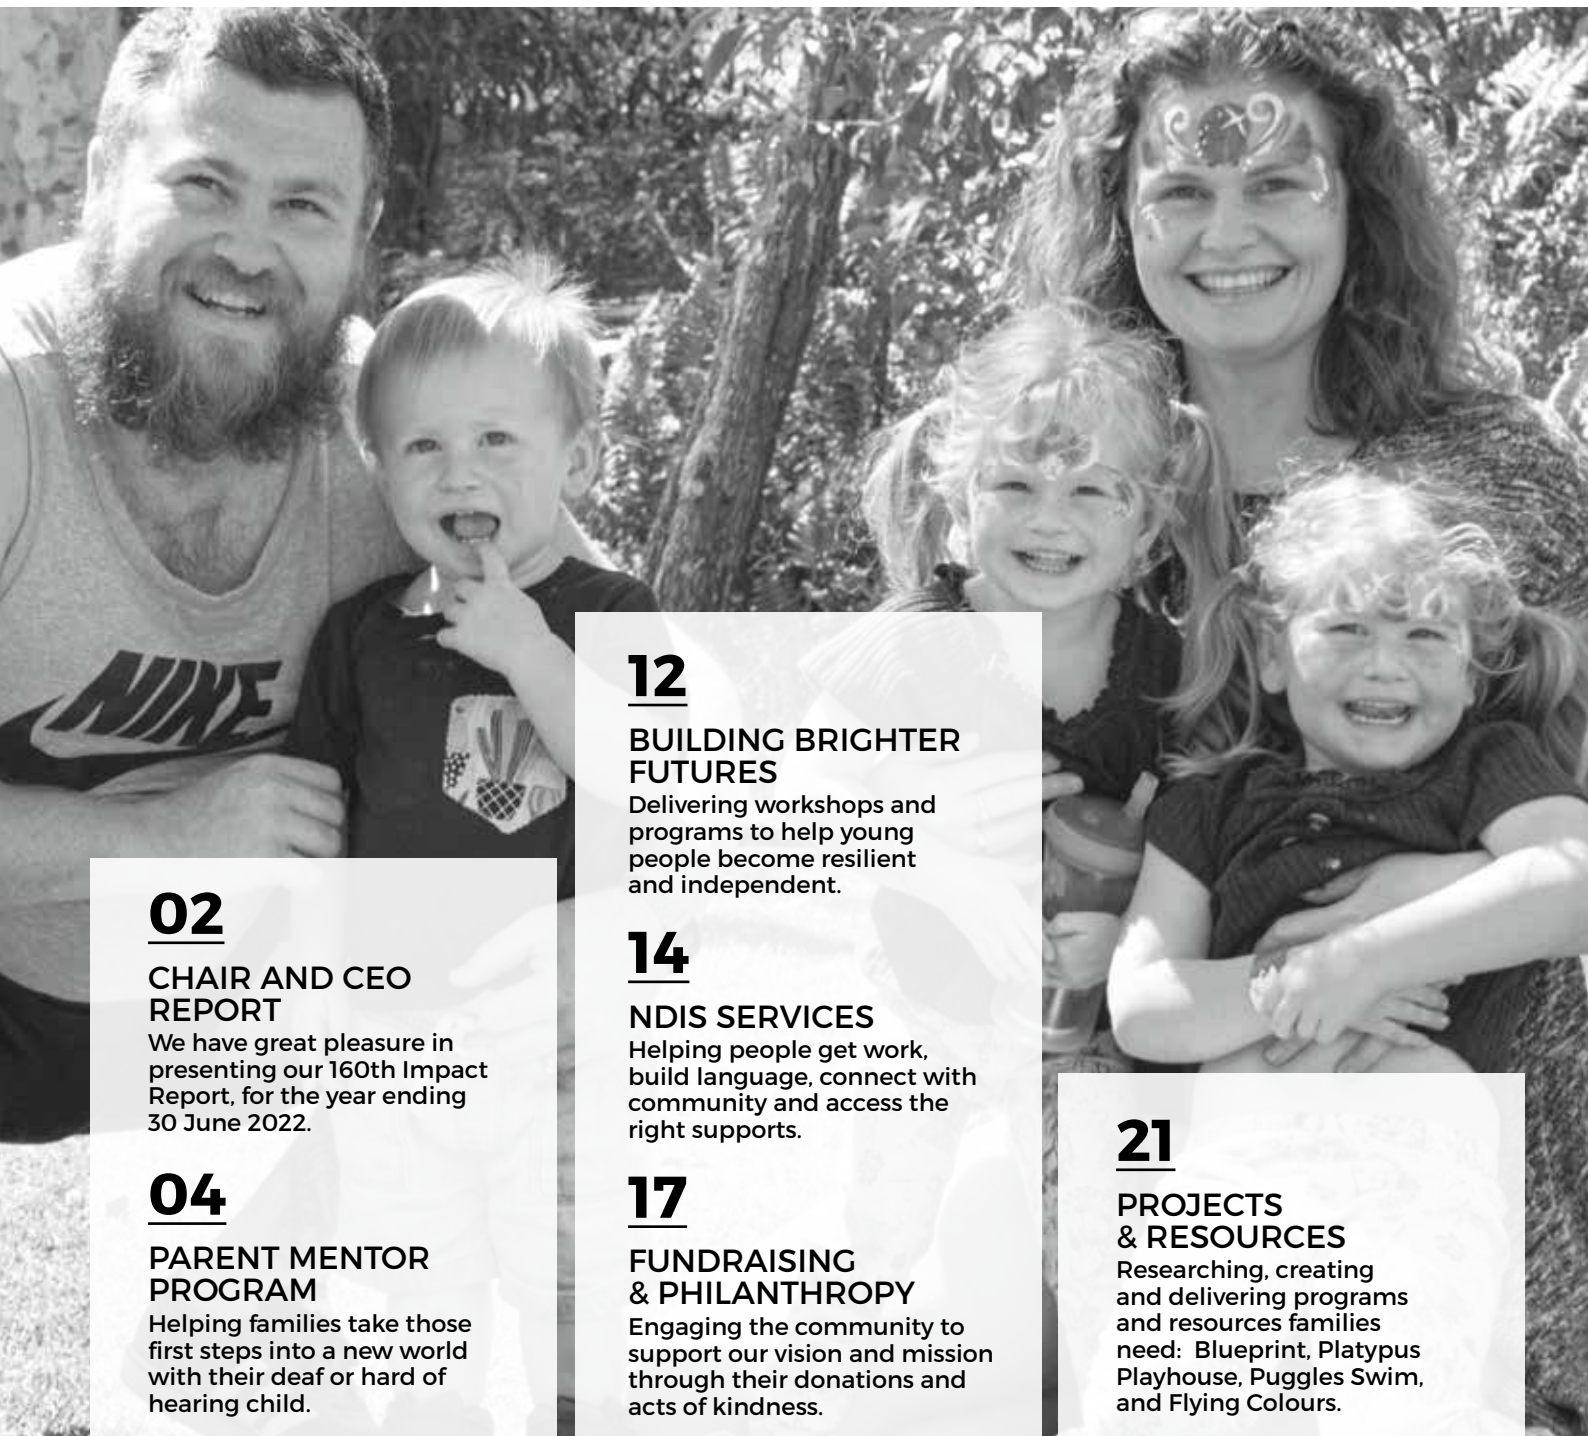 NIKE
02
CHAIR AND CEO
REPORT
We have great pleasure in
presenting our 160th Impact
Report, for the year ending
30 June 2022.
04
PARENT MENTOR
PROGRAM
Helping families take those
first steps into a new world
with their deaf or hard of
hearing child.
12
BUILDING BRIGHTER
FUTURES
Delivering workshops and
programs to help young
people become resilient
and independent.
14
NDIS SERVICES
Helping people get work,
build language, connect with
community and access the
right supports.
17
FUNDRAISING
& PHILANTHROPY
Engaging the community to
support our vision and mission
through their donations and
acts of kindness.
21
PROJECTS
& RESOURCES
Researching, creating
and delivering programs
and resources families
need:  Blueprint, Platypus
Playhouse, Puggles Swim,
and Flying Colours.